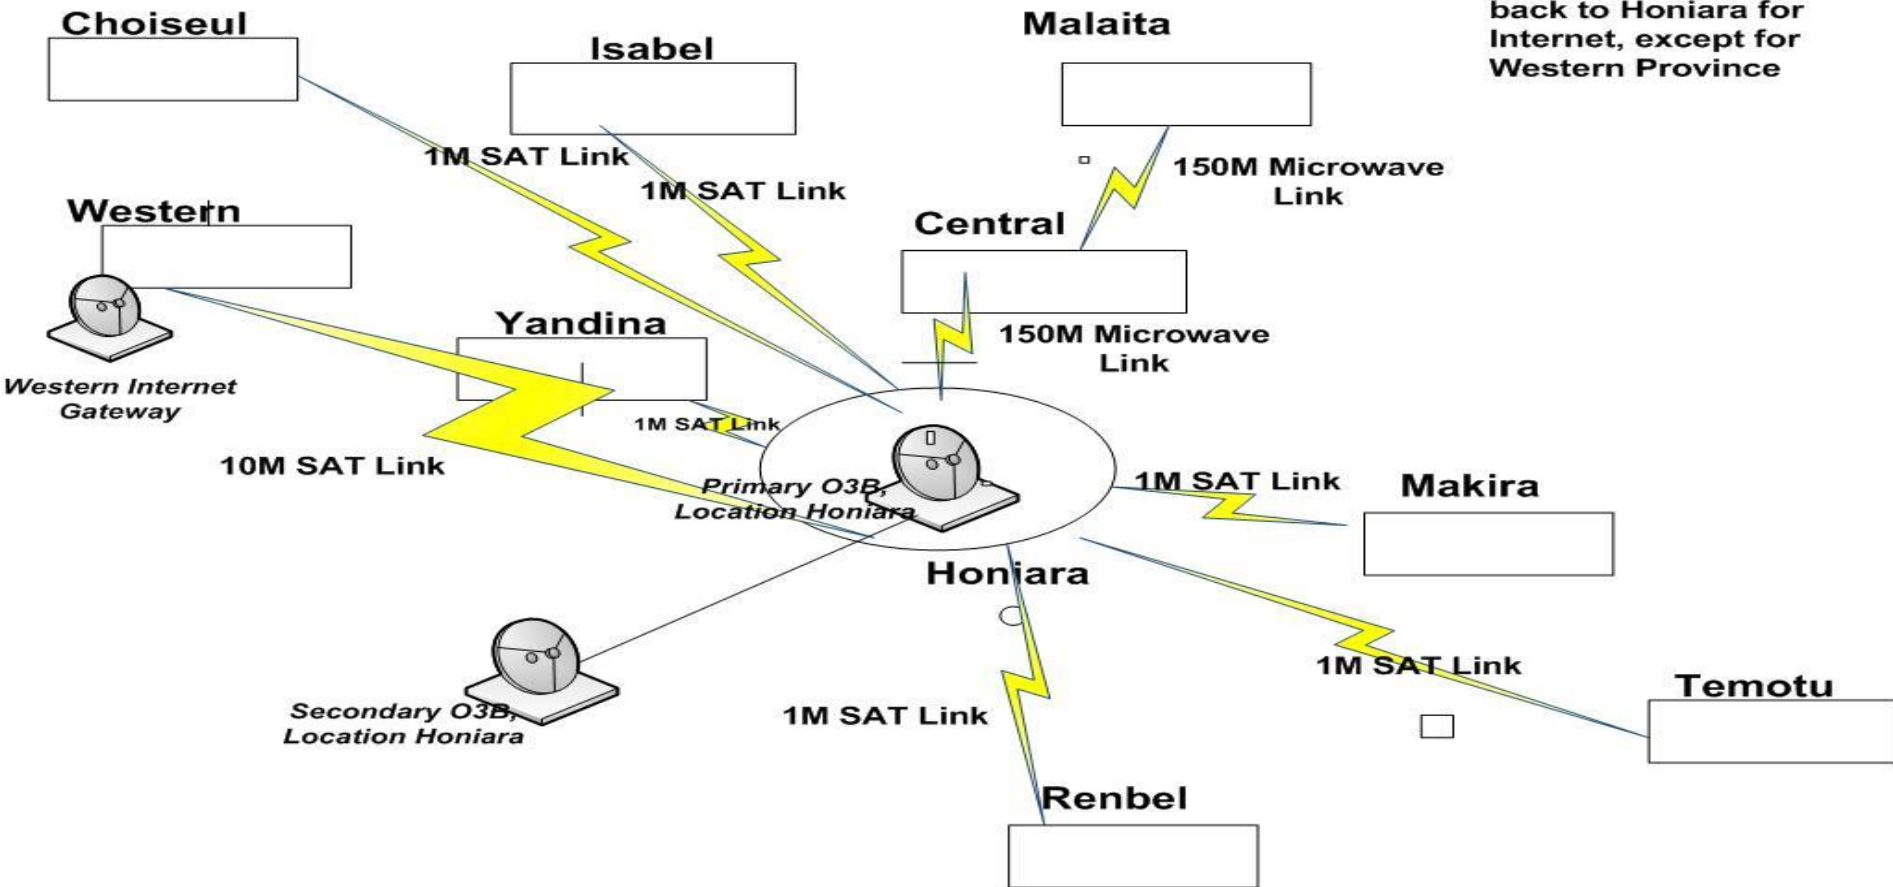 Choiseul
Isabel
Malaita
back to Honiara for
Internet, except for
Western Province
1M SAT Link
1M SAT Link
150M Microwave
Link
Western
Central
Yandina
150M Microwave
Link
Western Internet
Gateway
1M SAT Link
10M SAT Link
Primary O3B,
Location Honiara
1M SAT Link
Makira
Honiara
1M SAT Link
Temotu
Secondary O3B,
Location Honiara
1M SAT Link
Renbel